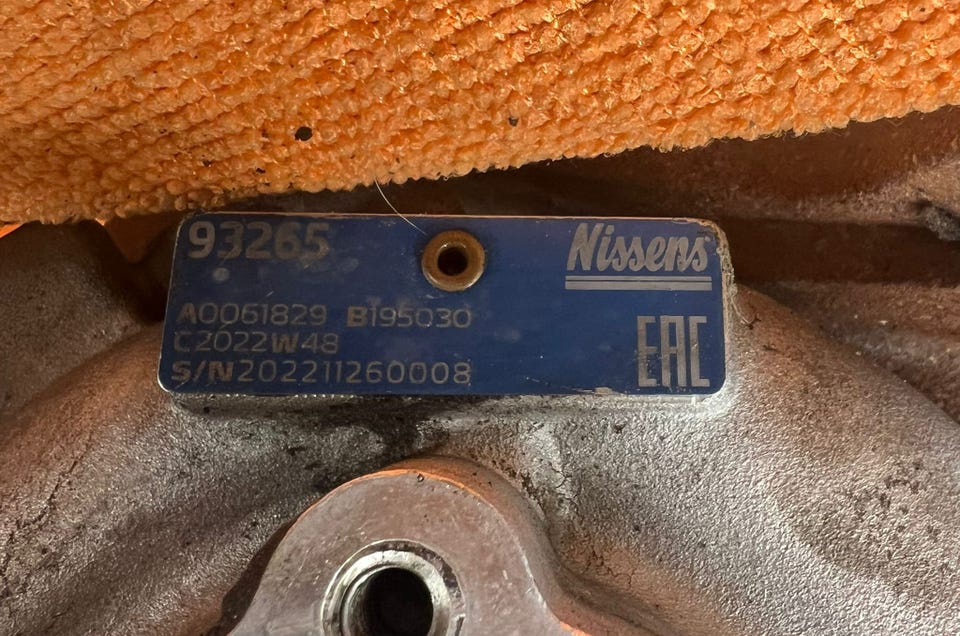 93265
Nissens
A0061829 B195030
C2022W48
S/N202211260008
EAC